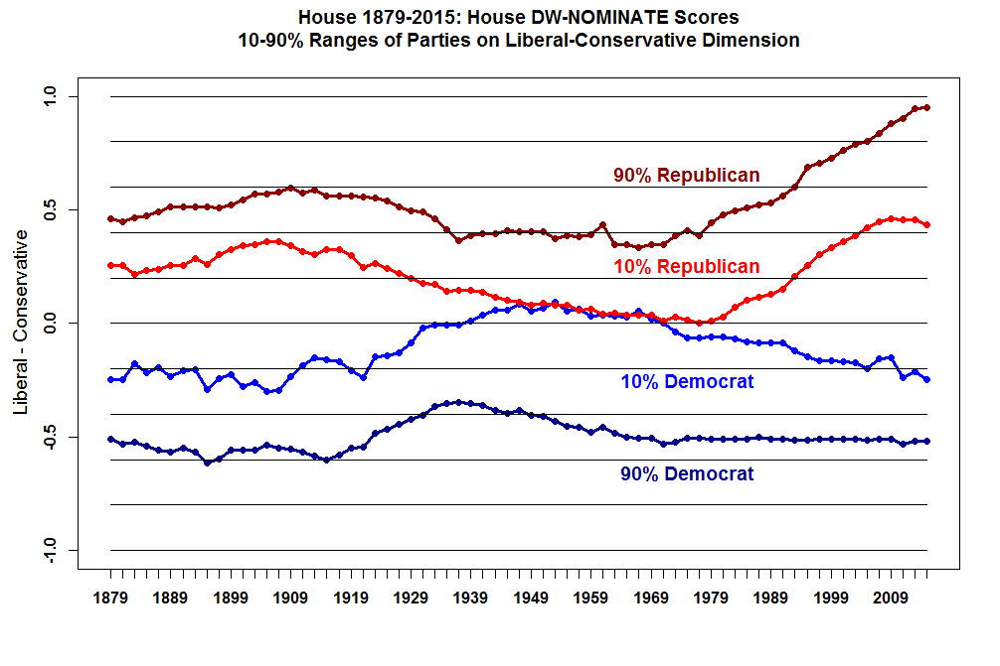 House 1879-2015: House DW-NOMINATE Scores
10-90% Ranges of Parties on Liberal-Conservative Dimension
Liberal - Conservative
1.0
0.5
0.0
-0.5
-1.0
90% Republican
10% Republican
10% Democrat
90% Democrat
1879 1889 1899 1909 1919 1929 1939 1949 1959 1969 1979 1989 1999 2009